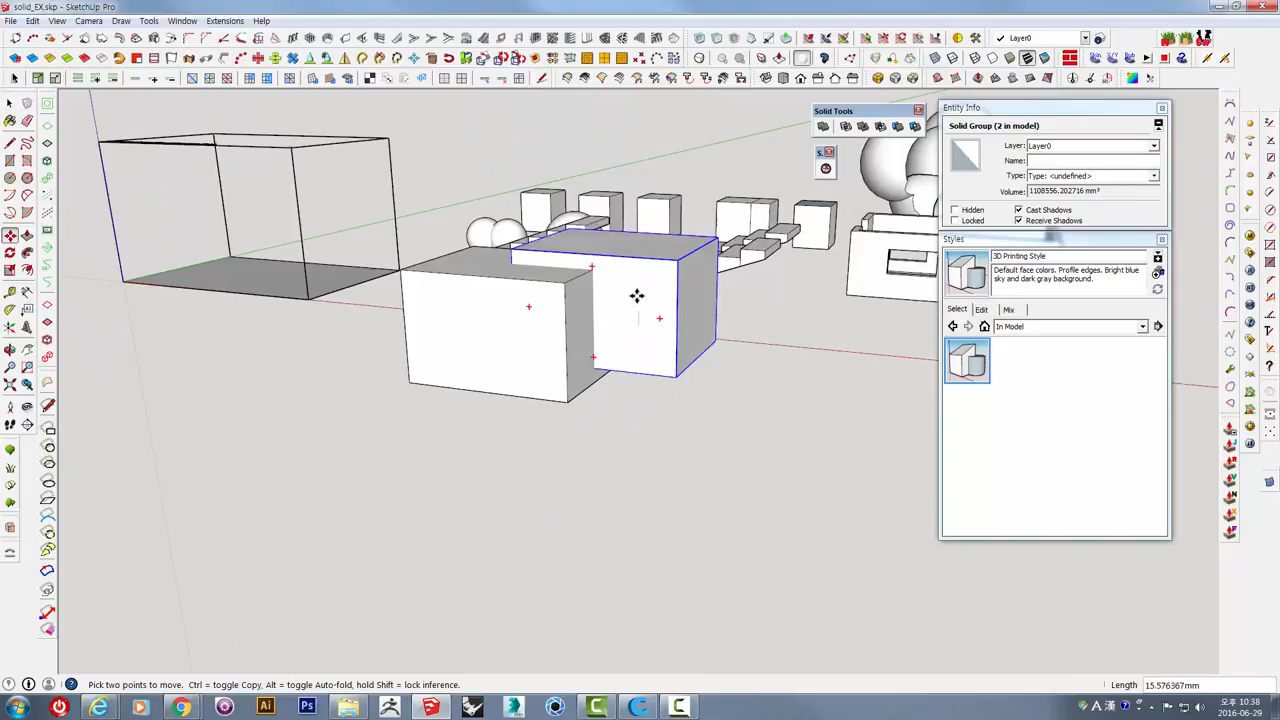 solid_EX.skp - SketchUp Pro
File Edit View Camera Draw Tools Window Extensions Help
Layer0
Solid Tools
S.
Entity Info
Solid Group (2 in model)
Layer: Layer0
Name:
Type: Type: <undefined>
Volume: 1108556.202716 mm³
Hidden Cast Shadows
Locked Receive Shadows
Styles
3D Printing Style
Default face colors. Profile edges. Bright blue
sky and dark gray background.
Select Edit Mix
In Model
Pick two points to move. Ctrl = toggle Copy, Alt = toggle Auto-fold, hold Shift = lock inference.
Length 15.576367mm
Ai Ps
A 漢
오후 10:38
2016-06-29